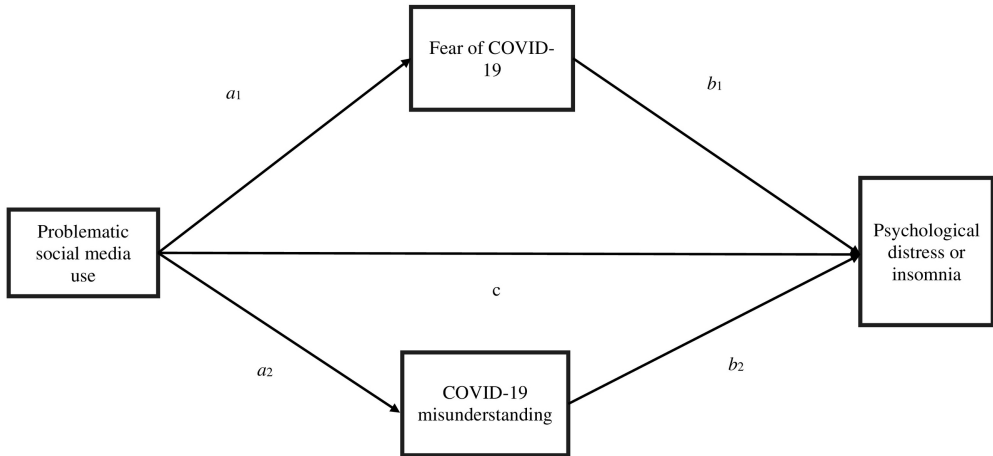 Fear of COVID-
19
a1
b1
Problematic
social media
use
Psychological
distress or
insomnia
c
a2
b2
COVID-19
misunderstanding